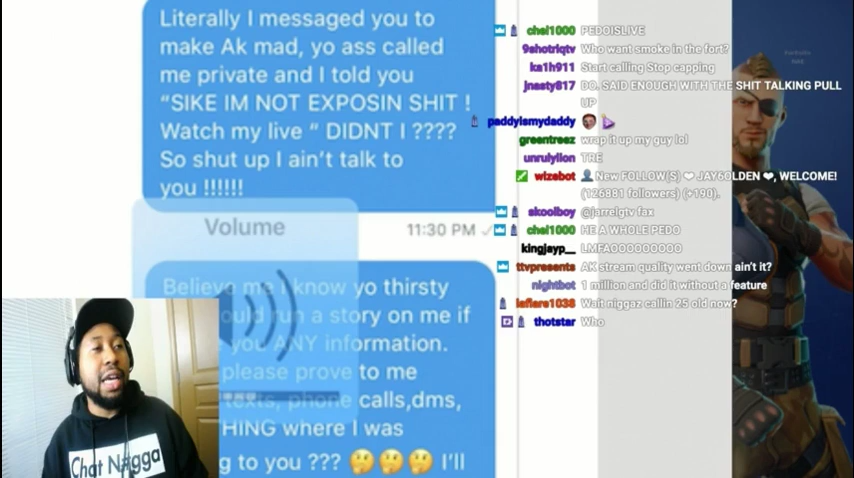 Literally I messaged you to
make Ak mad, yo ass called
me private and I told you
“SIKE IM NOT EXPOSIN SHIT !
Watch my live “ DIDNT I ????
So shut up I ain’t talk to
you !!!!!!
11:30 PM
Volume
Believe me I know yo thirsty
run a story on me if
you ANY information.
please prove to me
texts, phone calls,dms,
HING where I was
g to you ??? 🤔🤔🤔 I’ll
Chat N#gga
chel1000 PEDOISLIVE
9shotriqtv Who want smoke in the fort?
ka1h911 Start calling Stop capping
jnasty817 DO. SAID ENOUGH WITH THE SHIT TALKING PULL
UP
paddyismydaddy
greentreez wrap it up my guy lol
unrulylion TRE
wizebot New FOLLOW(S) ❤ JAY6OLDEN ❤, WELCOME!
(126881 followers) (+190).
skoolboy @jarrelgtv fax
chel1000 HE A WHOLE PEDO
kingjayp__ LMFAOOOOOOOOO
ttvpresents AK stream quality went down ain’t it?
nightbot 1 million and did it without a feature
laflare1038 Wait niggaz callin 25 old now?
thotstar Who